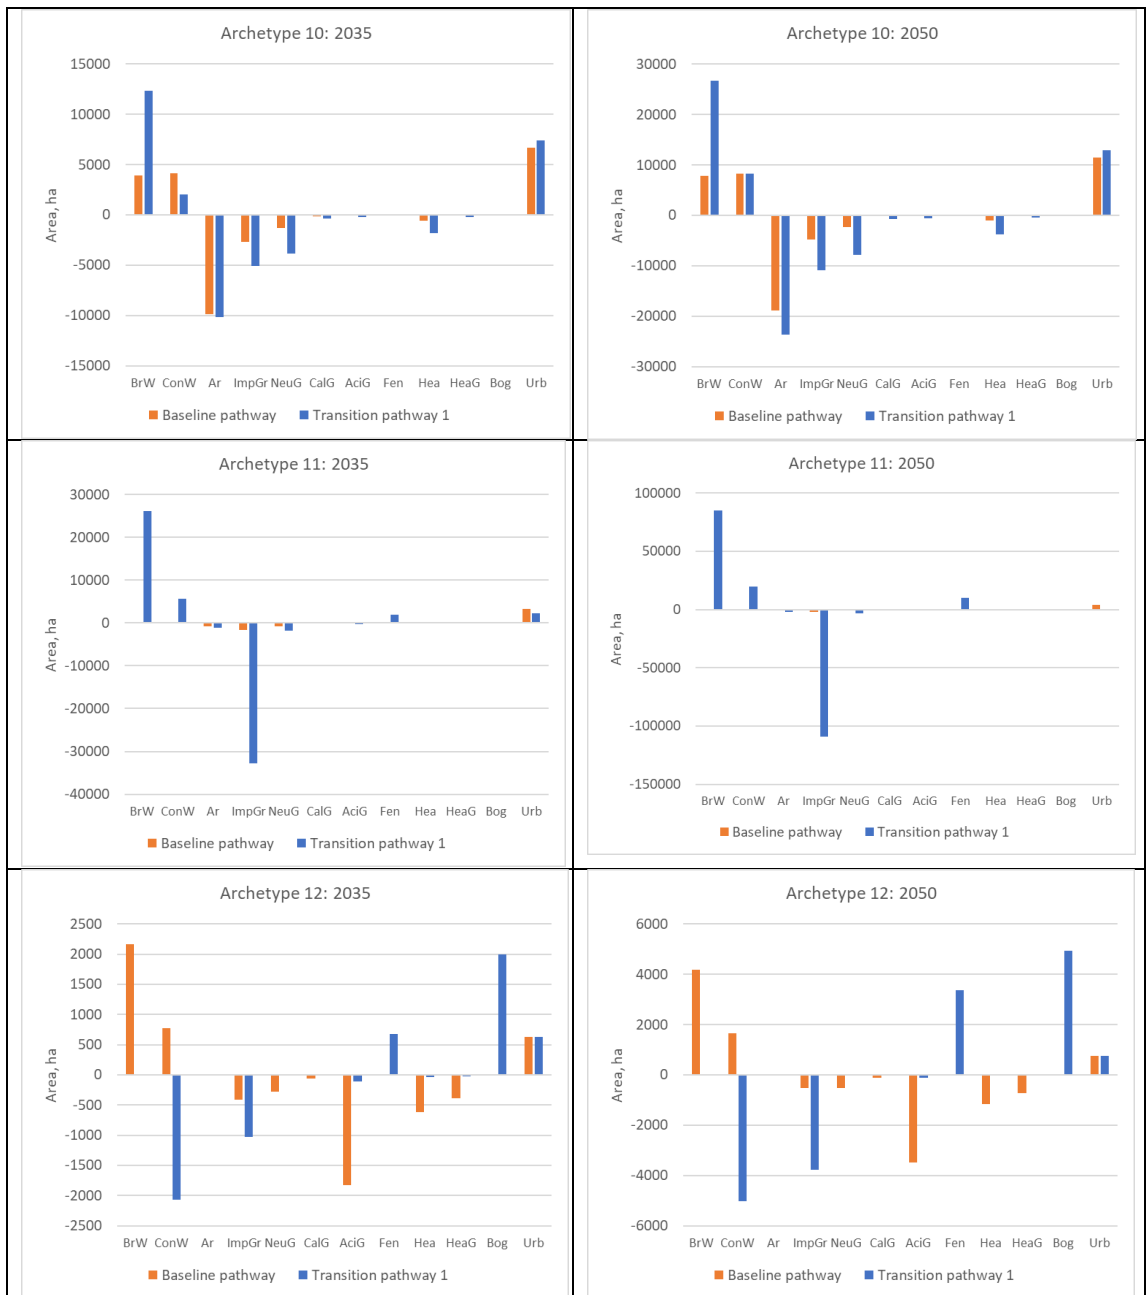 Archetype 10: 2035
Area, ha
15000
10000
5000
0
-5000
-10000
-15000
BrW ConW Ar ImpGr NeuG CalG AciG Fen Hea HeaG Bog Urb
Baseline pathway Transition pathway 1
Archetype 10: 2050
Area, ha
30000
20000
10000
0
-10000
-20000
-30000
BrW ConW Ar ImpGr NeuG CalG AciG Fen Hea HeaG Bog Urb
Baseline pathway Transition pathway 1
Archetype 11: 2035
Area, ha
30000
20000
10000
0
-10000
-20000
-30000
-40000
BrW ConW Ar ImpGr NeuG CalG AciG Fen Hea HeaG Bog Urb
Baseline pathway Transition pathway 1
Archetype 11: 2050
Area, ha
100000
50000
0
-50000
-100000
-150000
BrW ConW Ar ImpGr NeuG CalG AciG Fen Hea HeaG Bog Urb
Baseline pathway Transition pathway 1
Archetype 12: 2035
Area, ha
2500
2000
1500
1000
500
0
-500
-1000
-1500
-2000
-2500
BrW ConW Ar ImpGr NeuG CalG AciG Fen Hea HeaG Bog Urb
Baseline pathway Transition pathway 1
Archetype 12: 2050
Area, ha
6000
4000
2000
0
-2000
-4000
-6000
BrW ConW Ar ImpGr NeuG CalG AciG Fen Hea HeaG Bog Urb
Baseline pathway Transition pathway 1